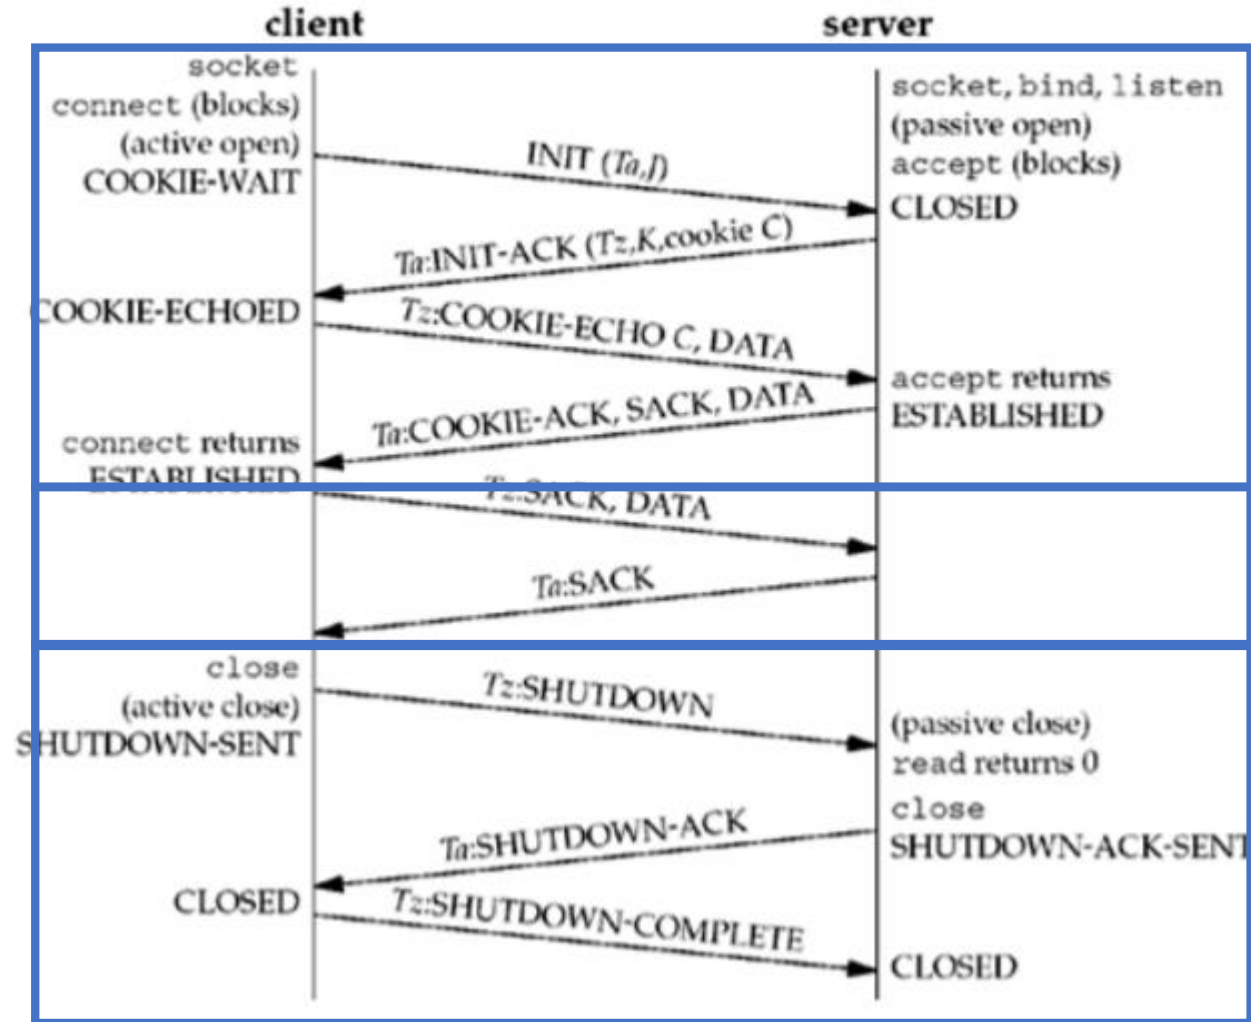 client server
socket
connect (blocks)
(active open)
COOKIE-WAIT
socket, bind, listen
(passive open)
accept (blocks)
CLOSED
INIT (Ta,J)
Ta:INIT-ACK (Tz,K,cookie C)
COOKIE-ECHOED
Tz:COOKIE-ECHO C, DATA
accept returns
ESTABLISHED
Ta:COOKIE-ACK, SACK, DATA
connect returns
ESTABLISHED
Tz:SACK, DATA
Ta:SACK
close
(active close)
SHUTDOWN-SENT
Tz:SHUTDOWN
(passive close)
read returns 0
close
SHUTDOWN-ACK-SENT
Ta:SHUTDOWN-ACK
CLOSED
Tz:SHUTDOWN-COMPLETE
CLOSED